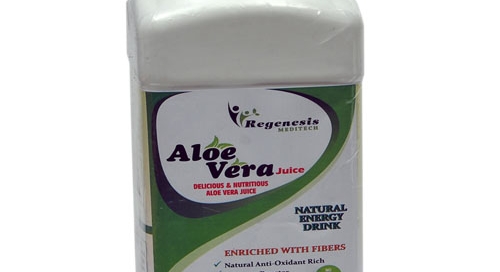 Regenesis
MEDITECH
Aloe
Vera Juice
DELICIOUS & NUTRITIOUS
ALOE VERA JUICE
NATURAL
ENERGY
DRINK
ENRICHED WITH FIBERS
✓ Natural Anti-Oxidant Rich